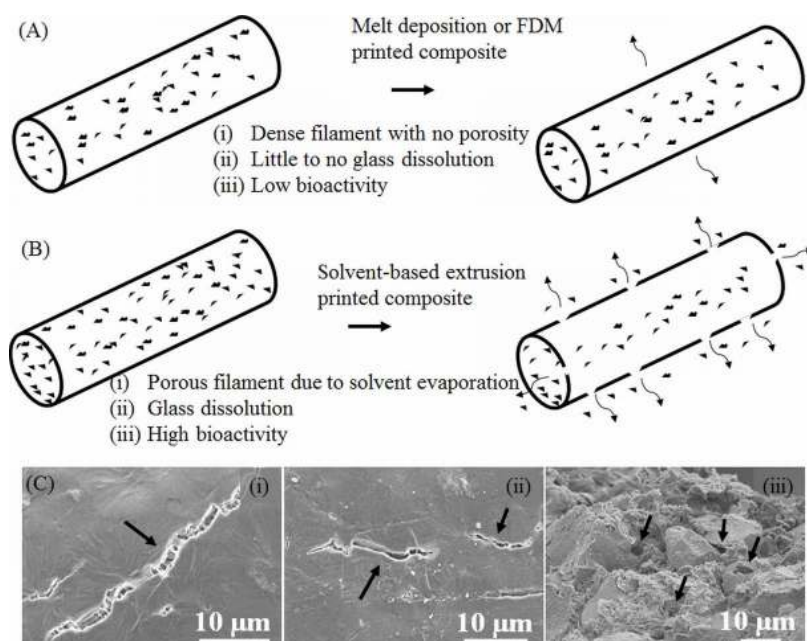 (A)
Melt deposition or FDM
printed composite
(i) Dense filament with no porosity
(ii) Little to no glass dissolution
(iii) Low bioactivity
(B)
Solvent-based extrusion
printed composite
(i) Porous filament due to solvent evaporation
(ii) Glass dissolution
(iii) High bioactivity
(C) (i) (ii) (iii)
10 µm 10 µm 10 µm